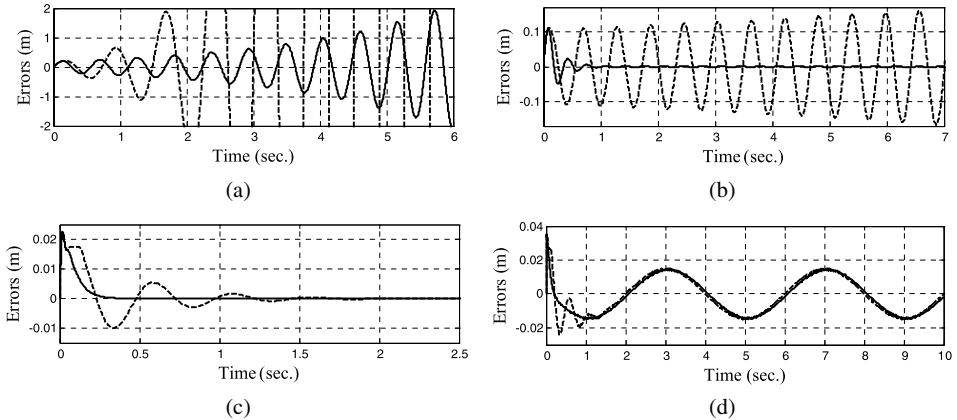 2
1
0
-1
-2
Errors (m)
0 1 2 3 4 5 6
Time (sec.)
(a)
0.1
0
-0.1
Errors (m)
0 1 2 3 4 5 6 7
Time (sec.)
(b)
0.02
0.01
0
-0.01
Errors (m)
0 0.5 1 1.5 2 2.5
Time (sec.)
(c)
0.04
0.02
0
-0.02
Errors (m)
0 1 2 3 4 5 6 7 8 9 10
Time (sec.)
(d)